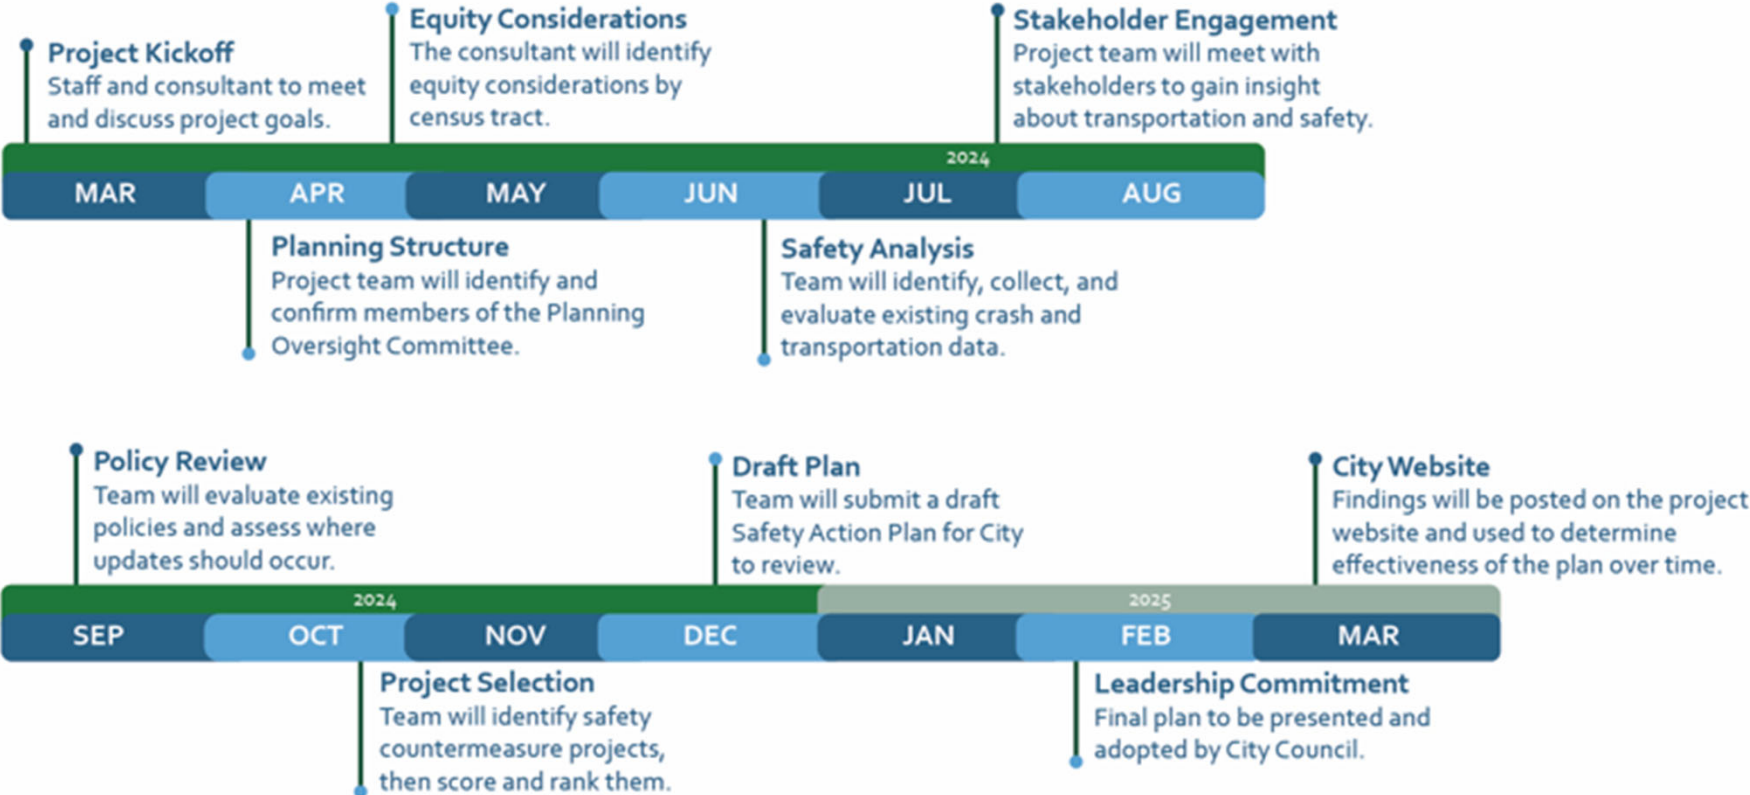 Project Kickoff
Staff and consultant to meet
and discuss project goals.
Equity Considerations
The consultant will identify
equity considerations by
census tract.
Stakeholder Engagement
Project team will meet with
stakeholders to gain insight
about transportation and safety.
2024
MAR APR MAY JUN JUL AUG
Planning Structure
Project team will identify and
confirm members of the Planning
Oversight Committee.
Safety Analysis
Team will identify, collect, and
evaluate existing crash and
transportation data.
Policy Review
Team will evaluate existing
policies and assess where
updates should occur.
Draft Plan
Team will submit a draft
Safety Action Plan for City
to review.
City Website
Findings will be posted on the project
website and used to determine
effectiveness of the plan over time.
2024 2025
SEP OCT NOV DEC JAN FEB MAR
Project Selection
Team will identify safety
countermeasure projects,
then score and rank them.
Leadership Commitment
Final plan to be presented and
adopted by City Council.